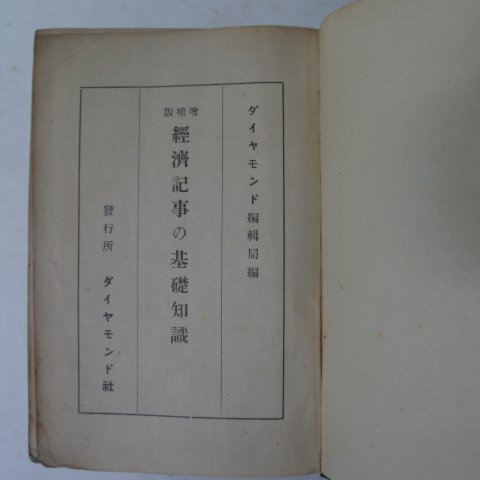 ダイヤモンド編輯局編
増補版
經濟記事の基礎知識
發行所 ダイヤモンド社